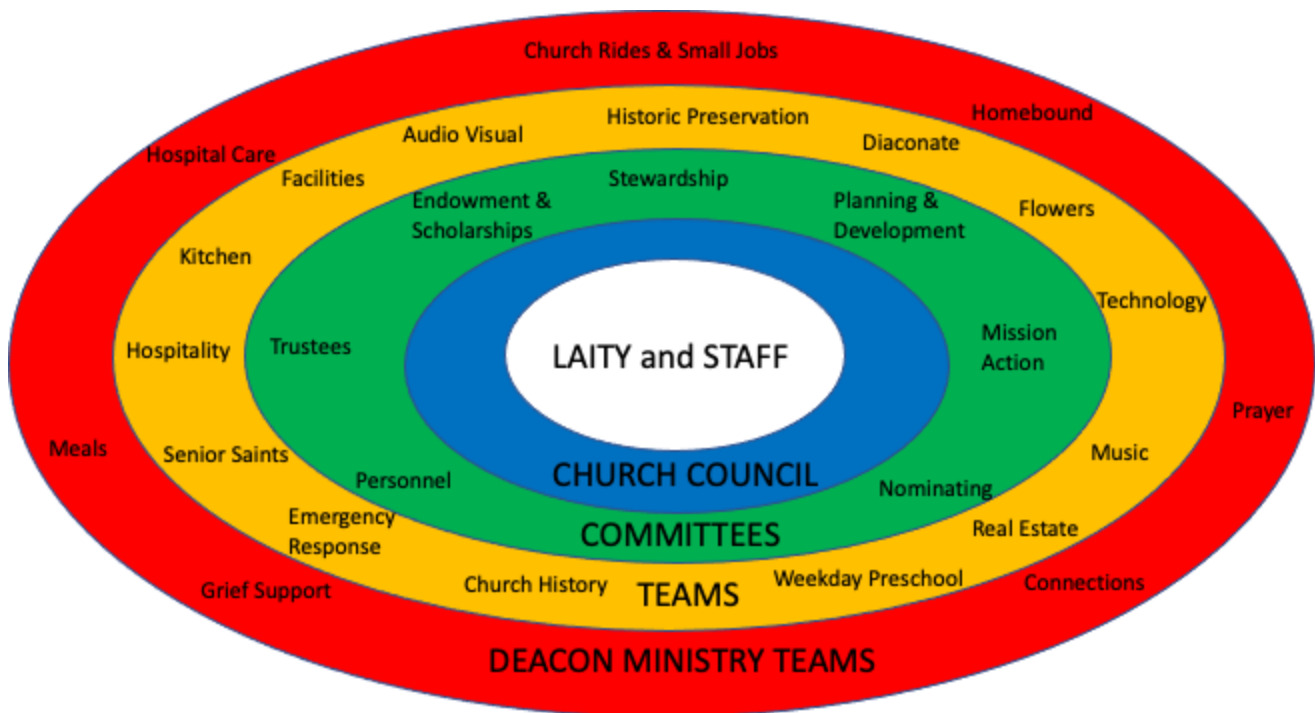 Church Rides & Small Jobs
Homebound
Historic Preservation
Audio Visual
Diaconate
Hospital Care
Facilities
Stewardship
Endowment &
Scholarships
Planning &
Development
Flowers
Kitchen
Technology
Mission
Action
Trustees
Hospitality
LAITY and STAFF
Prayer
Meals
Senior Saints
Music
CHURCH COUNCIL
Personnel
Nominating
Emergency
Response
Real Estate
COMMITTEES
Church History
TEAMS
Weekday Preschool
Grief Support
Connections
DEACON MINISTRY TEAMS